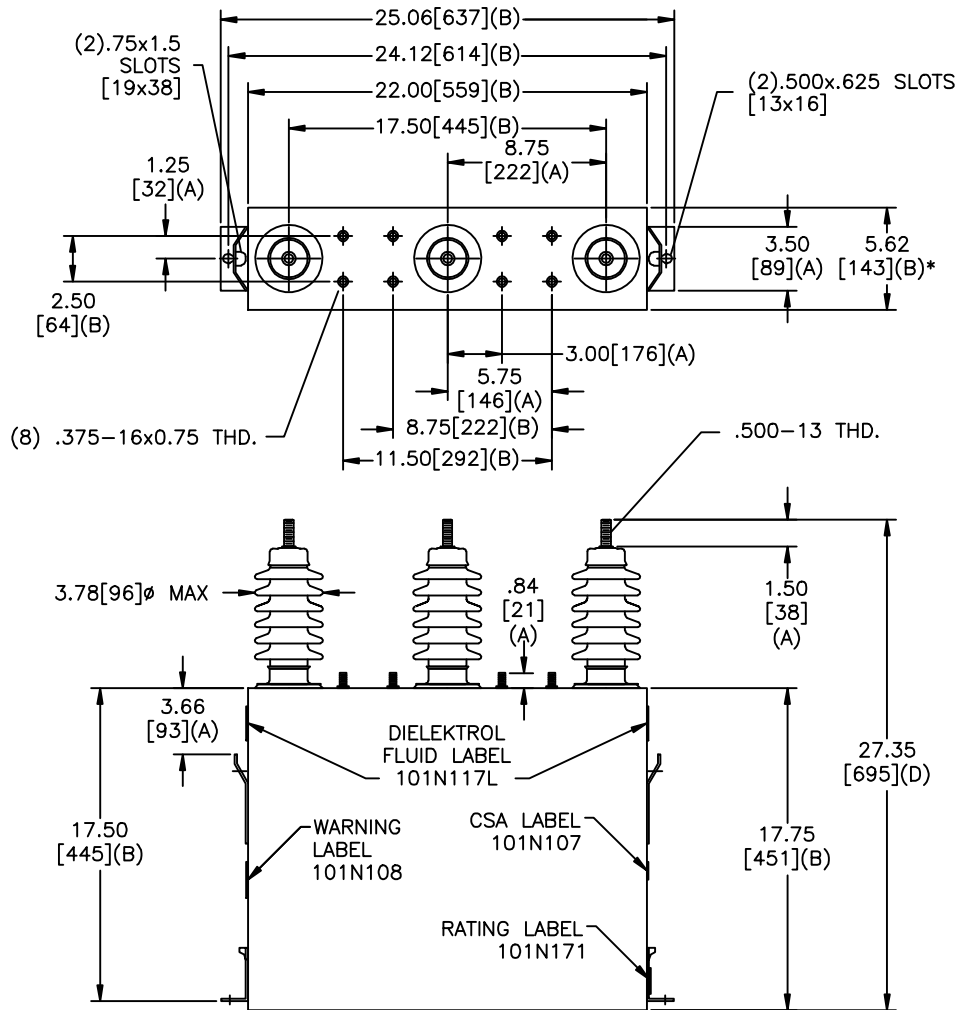 25.06[637](B)
(2).75x1.5
SLOTS
[19x38]
24.12[614](B)
22.00[559](B)
(2).500x.625 SLOTS
[13x16]
17.50[445](B)
8.75
[222](A)
1.25
[32](A)
3.50
[89](A)
5.62
[143](B)*
2.50
[64](B)
3.00[176](A)
5.75
[146](A)
(8) .375-16x0.75 THD.
8.75[222](B)
.500-13 THD.
11.50[292](B)
3.78[96]ø MAX
.84
[21]
(A)
1.50
[38]
(A)
3.66
[93](A)
DIELEKTROL
FLUID LABEL
101N117L
27.35
[695](D)
17.50
[445](B)
WARNING
LABEL
101N108
CSA LABEL
101N107
17.75
[451](B)
RATING LABEL
101N171